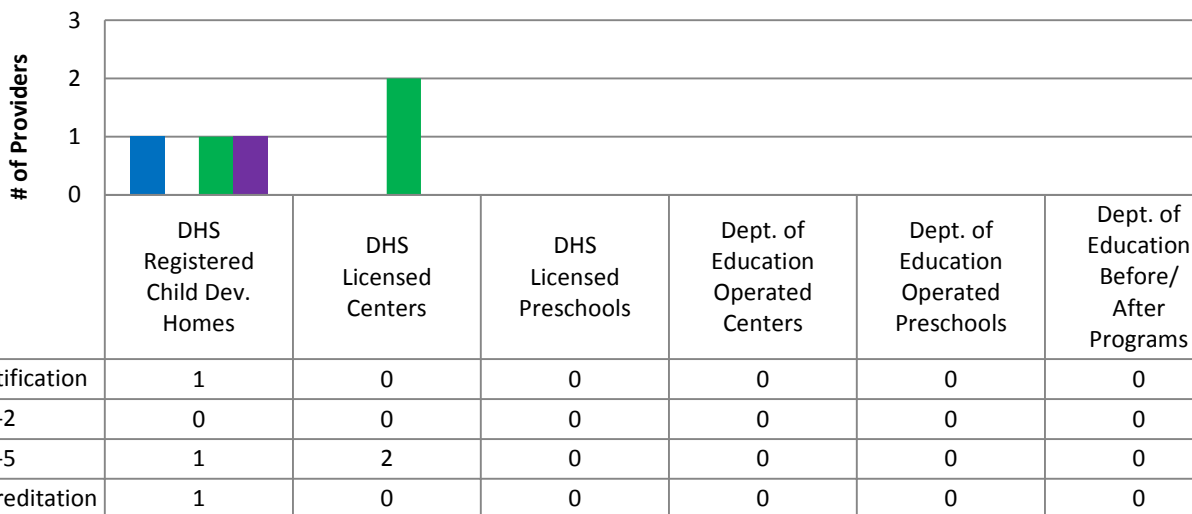 3
2
1
0
# of Providers
DHS
Registered
Child Dev.
Homes
DHS
Licensed
Centers
DHS
Licensed
Preschools
Dept. of
Education
Operated
Centers
Dept. of
Education
Operated
Preschools
Dept. of
Education
Before/
After
Programs
tification 1 0 0 0 0 0
-2 0 0 0 0 0 0
-5 1 2 0 0 0 0
reditation 1 0 0 0 0 0